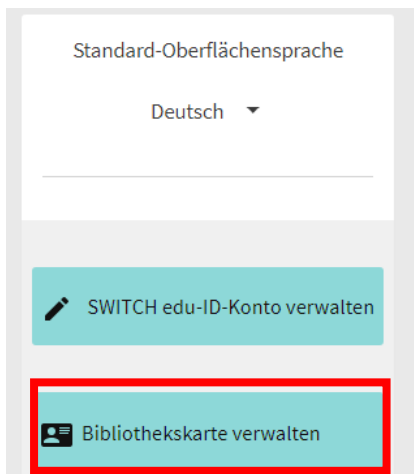 Standard-Oberflächensprache
Deutsch
SWITCH edu-ID-Konto verwalten
Bibliothekskarte verwalten